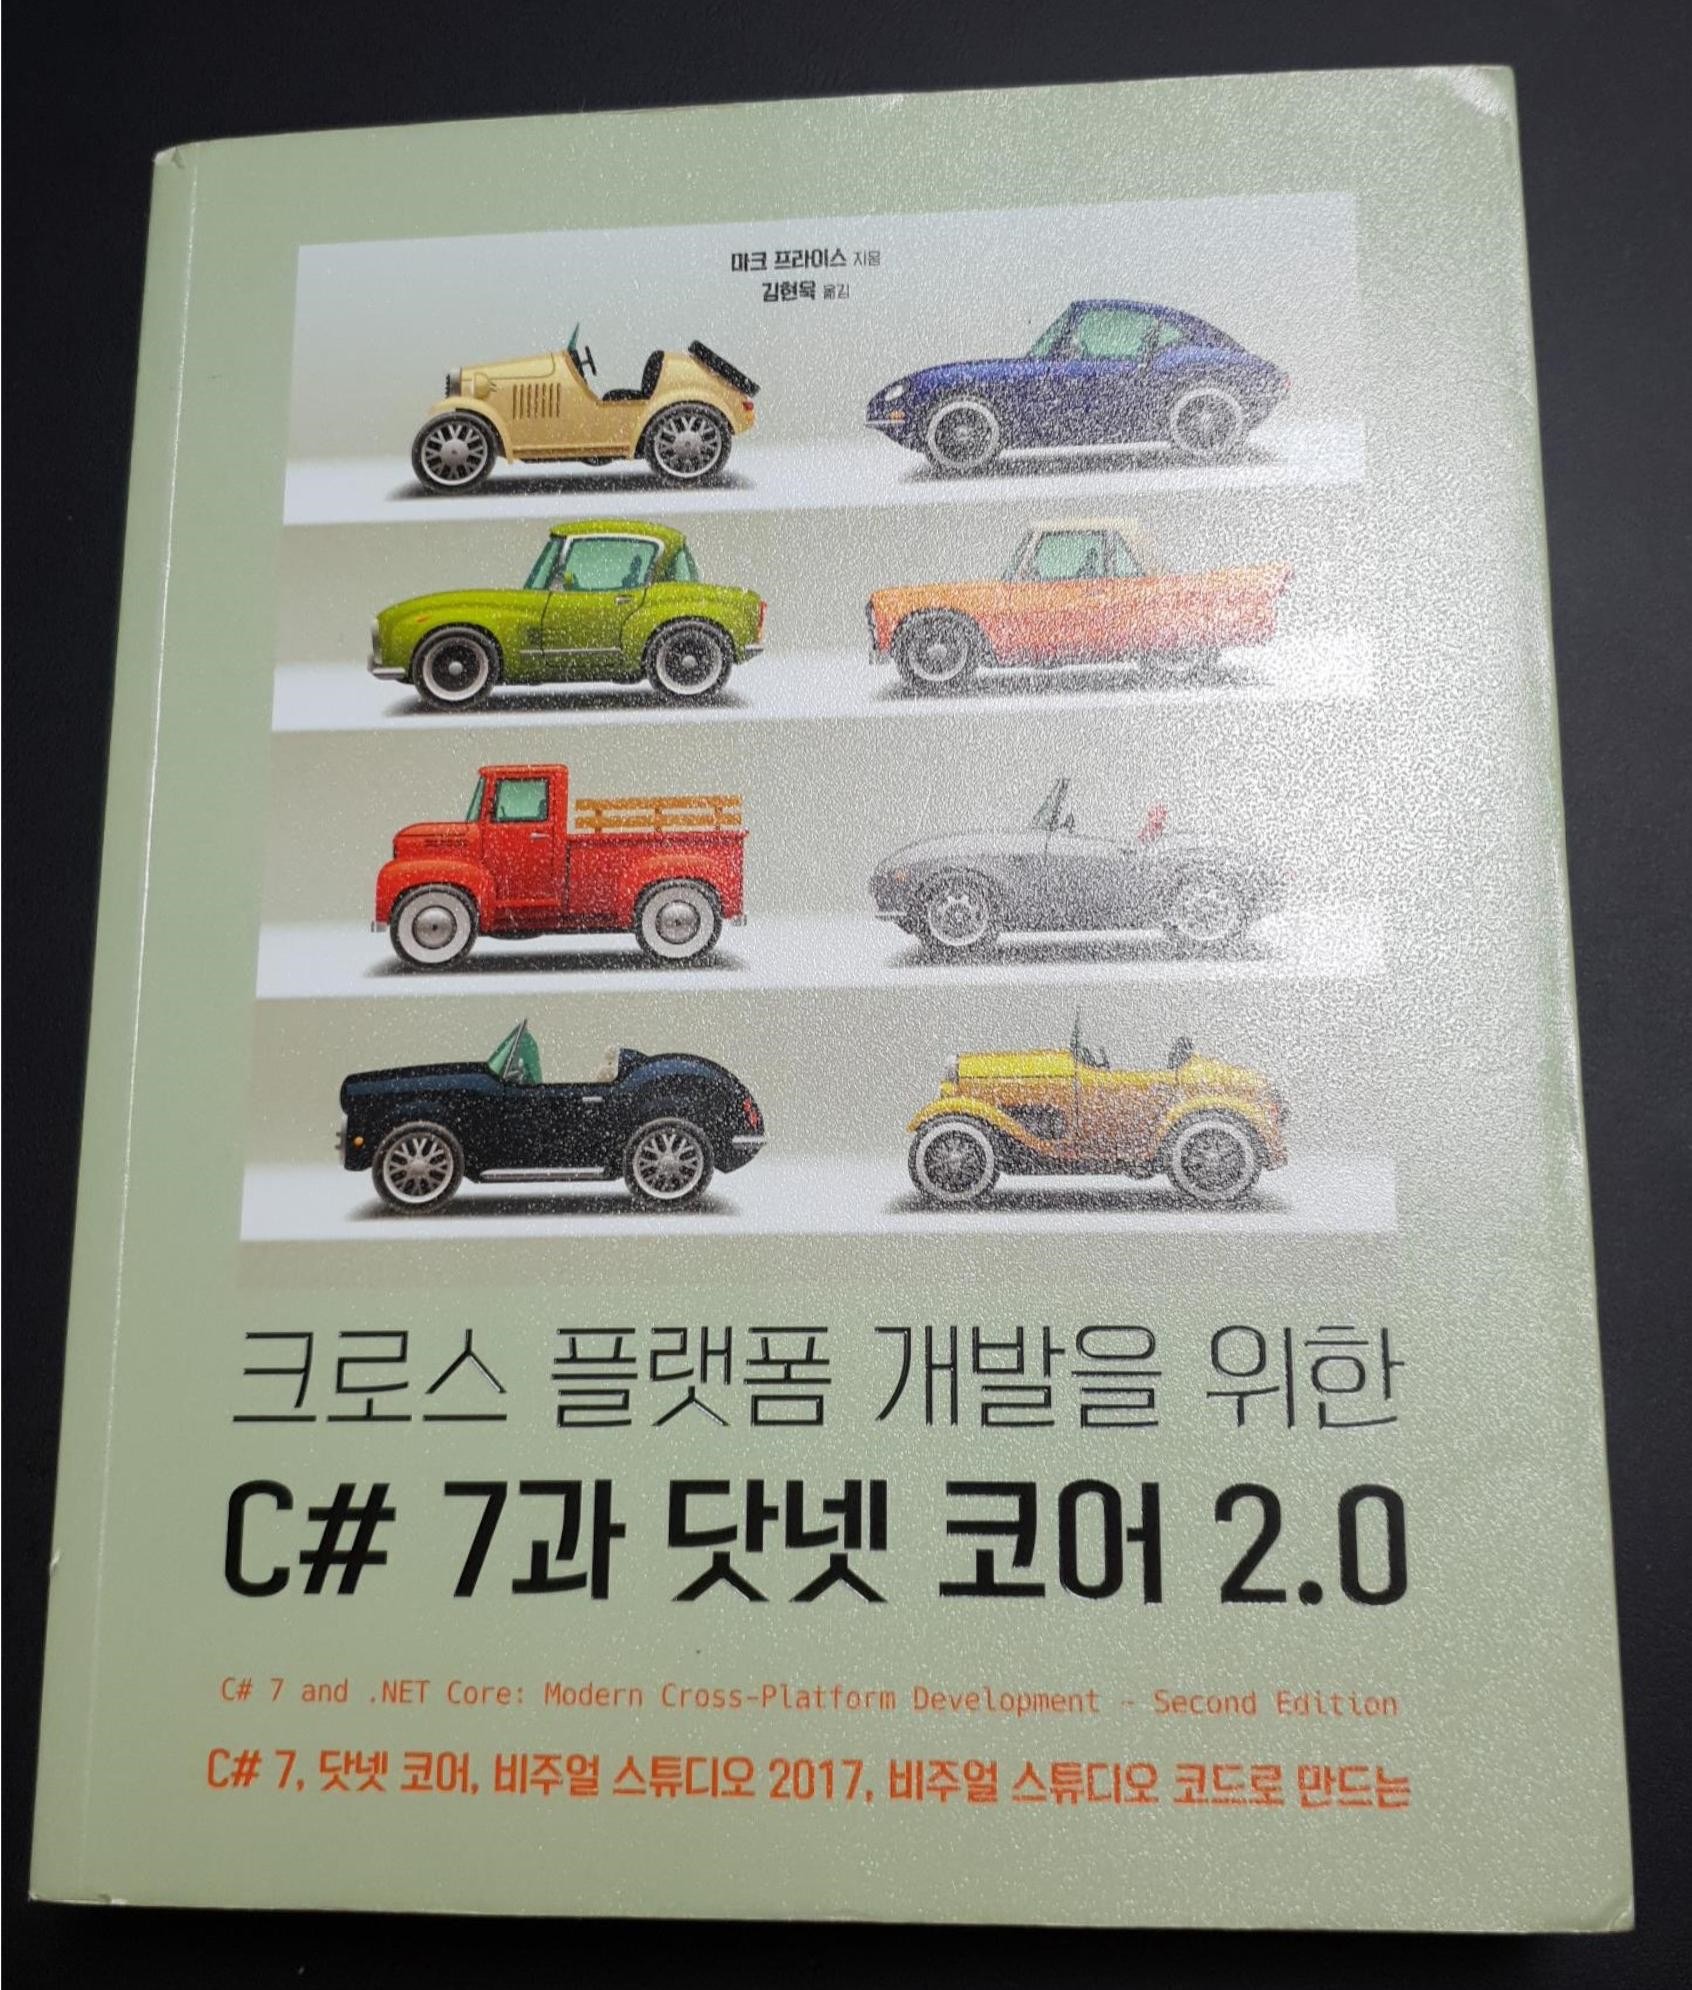 마크 프라이스 지음
김현욱 옮김
크로스 플랫폼 개발을 위한
C# 7과 닷넷 코어 2.0
C# 7 and .NET Core: Modern Cross-Platform Development - Second Edition
C# 7, 닷넷 코어, 비주얼 스튜디오 2017, 비주얼 스튜디오 코드로 만드는